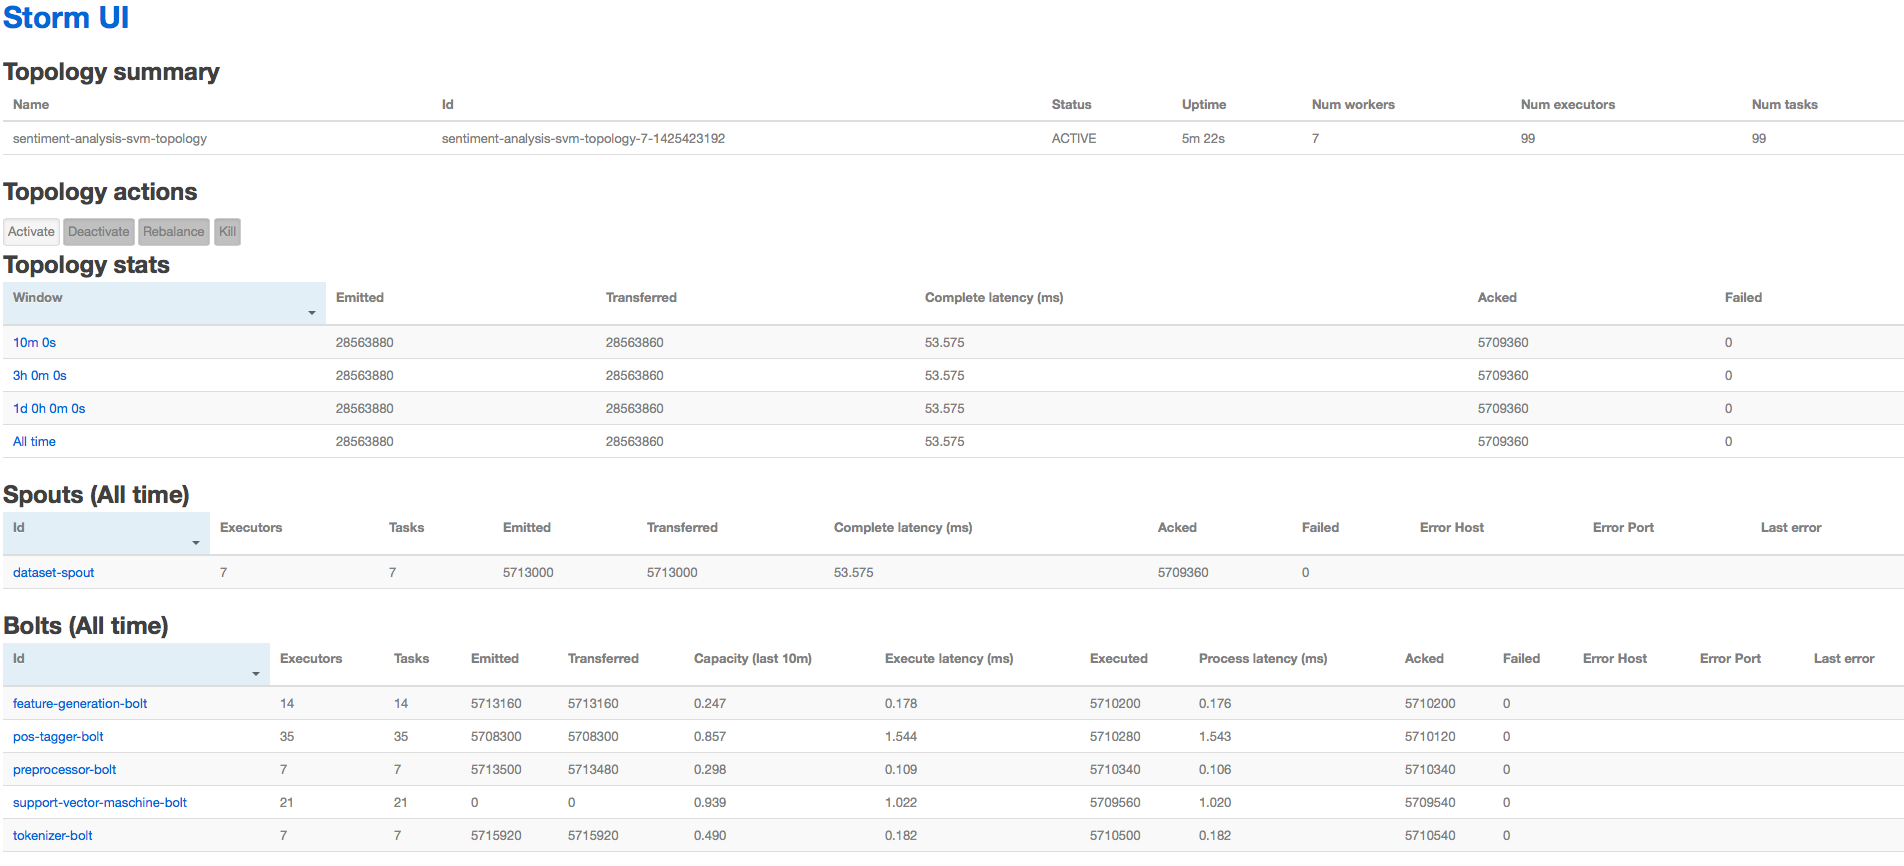 Storm UI
Topology summary
Name Id Status Uptime Num workers Num executors Num tasks
sentiment-analysis-svm-topology sentiment-analysis-svm-topology-7-1425423192 ACTIVE 5m 22s 7 99 99
Topology actions
Activate Deactivate Rebalance Kill
Topology stats
Window Emitted Transferred Complete latency (ms) Acked Failed
10m 0s 28563880 28563860 53.575 5709360 0
3h 0m 0s 28563880 28563860 53.575 5709360 0
1d 0h 0m 0s 28563880 28563860 53.575 5709360 0
All time 28563880 28563860 53.575 5709360 0
Spouts (All time)
Id Executors Tasks Emitted Transferred Complete latency (ms) Acked Failed Error Host Error Port Last error
dataset-spout 7 7 5713000 5713000 53.575 5709360 0
Bolts (All time)
Id Executors Tasks Emitted Transferred Capacity (last 10m) Execute latency (ms) Executed Process latency (ms) Acked Failed Error Host Error Port Last error
feature-generation-bolt 14 14 5713160 5713160 0.247 0.178 5710200 0.176 5710200 0
pos-tagger-bolt 35 35 5708300 5708300 0.857 1.544 5710280 1.543 5710120 0
preprocessor-bolt 7 7 5713500 5713480 0.298 0.109 5710340 0.106 5710340 0
support-vector-maschine-bolt 21 21 0 0 0.939 1.022 5709560 1.020 5709540 0
tokenizer-bolt 7 7 5715920 5715920 0.490 0.182 5710500 0.182 5710540 0